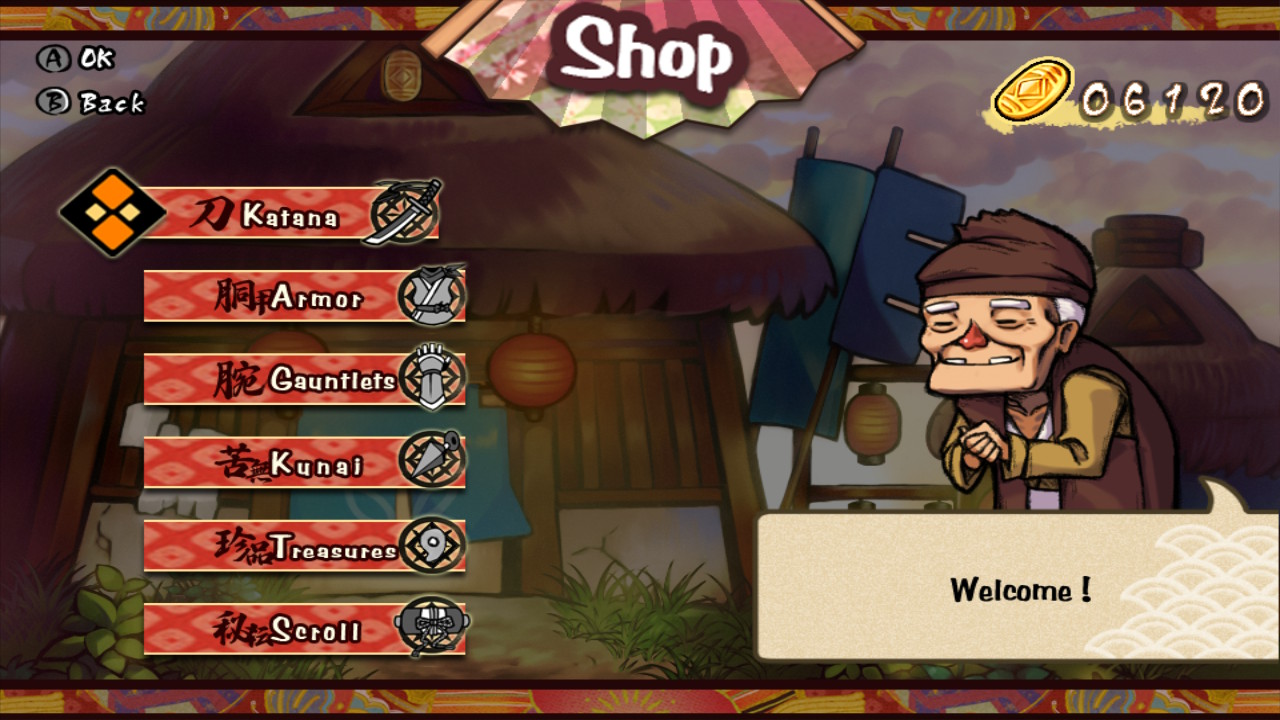 Shop
A OK
B Back
06120
刀 Katana
胴甲 Armor
腕 Gauntlets
苦無 Kunai
珍品 Treasures
秘伝 Scroll
Welcome !